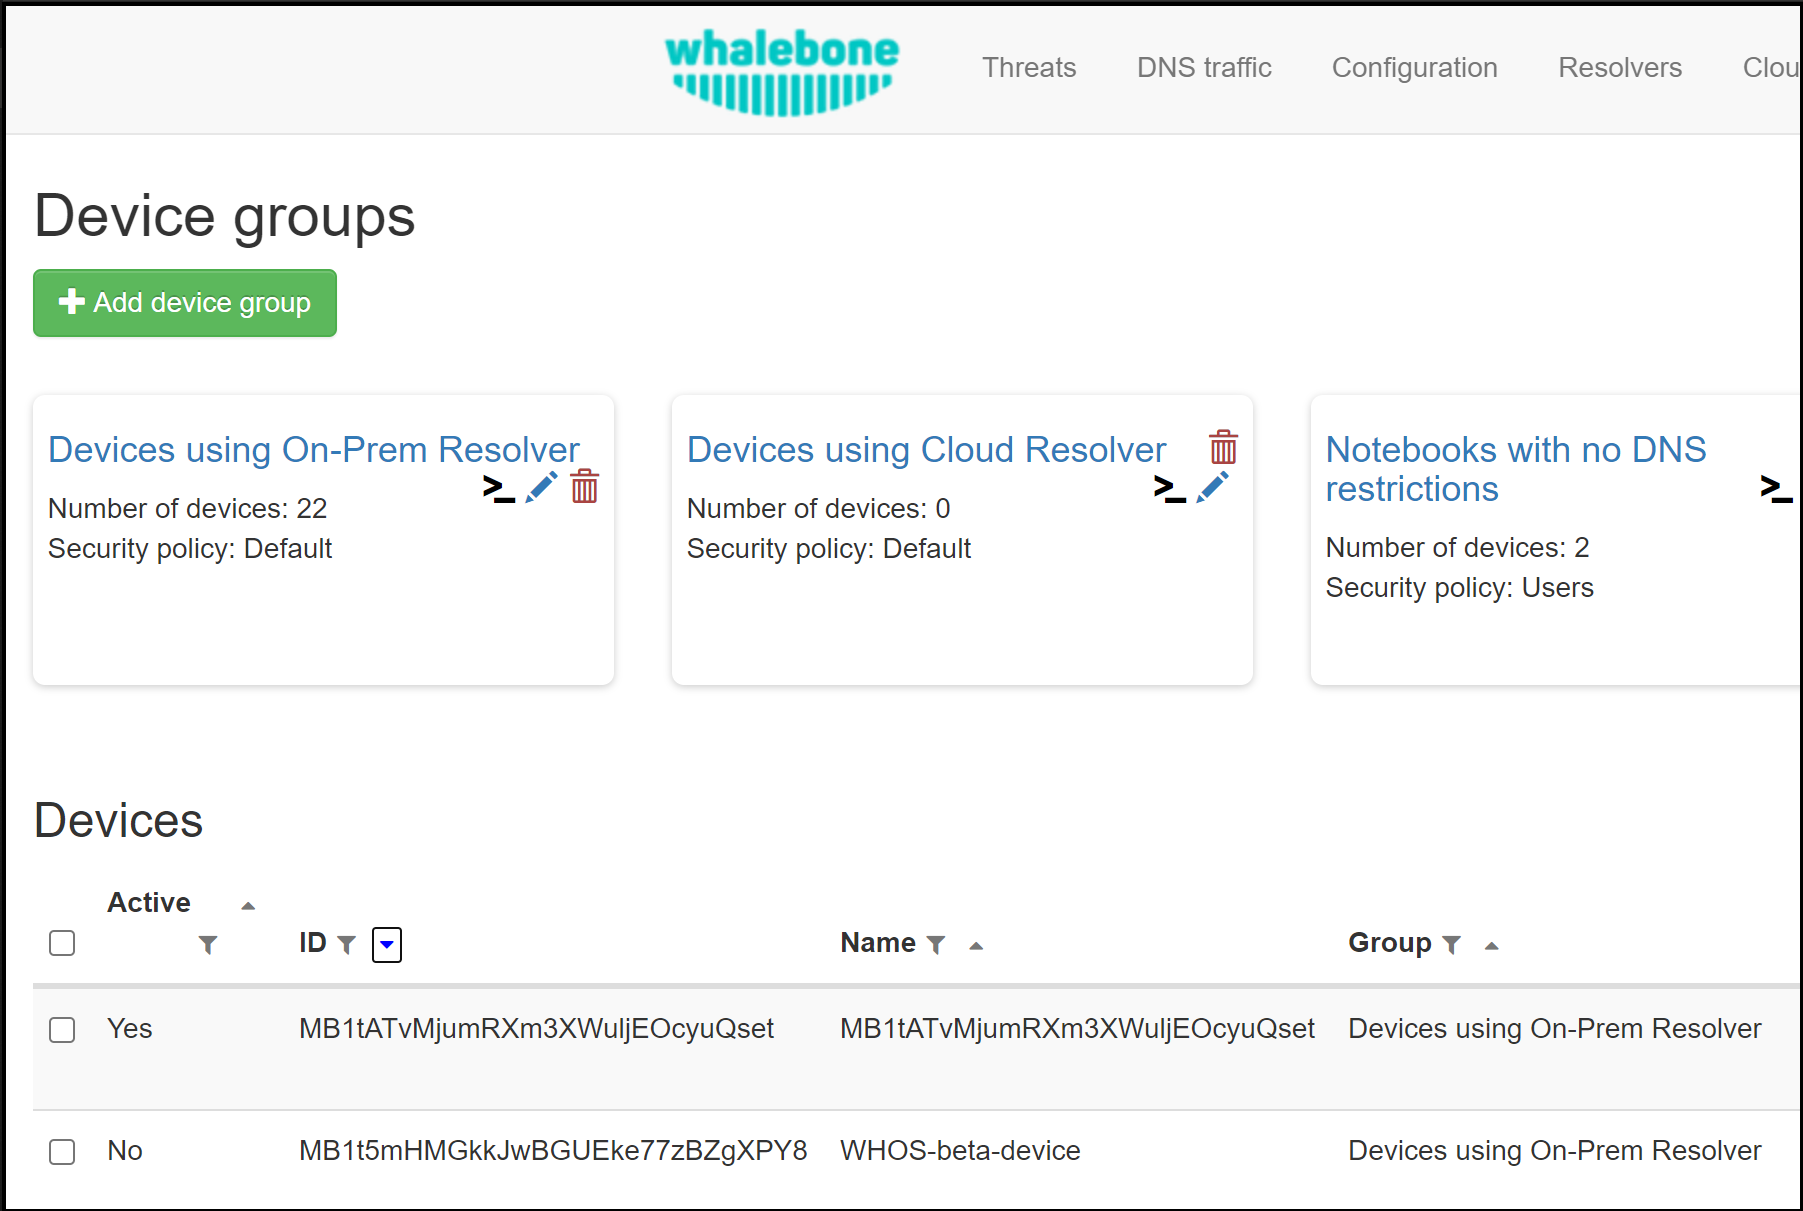 whalebone
Threats DNS traffic Configuration Resolvers Clou
Device groups
Add device group
Devices using On-Prem Resolver
Number of devices: 22
Security policy: Default
Devices using Cloud Resolver
Number of devices: 0
Security policy: Default
Notebooks with no DNS
restrictions
Number of devices: 2
Security policy: Users
Devices
Active ID Name Group
Yes MB1tATvMjumRXm3XWuljEOcyuQset MB1tATvMjumRXm3XWuljEOcyuQset Devices using On-Prem Resolver
No MB1t5mHMGkkJwBGUEke77zBZgXPY8 WHOS-beta-device Devices using On-Prem Resolver